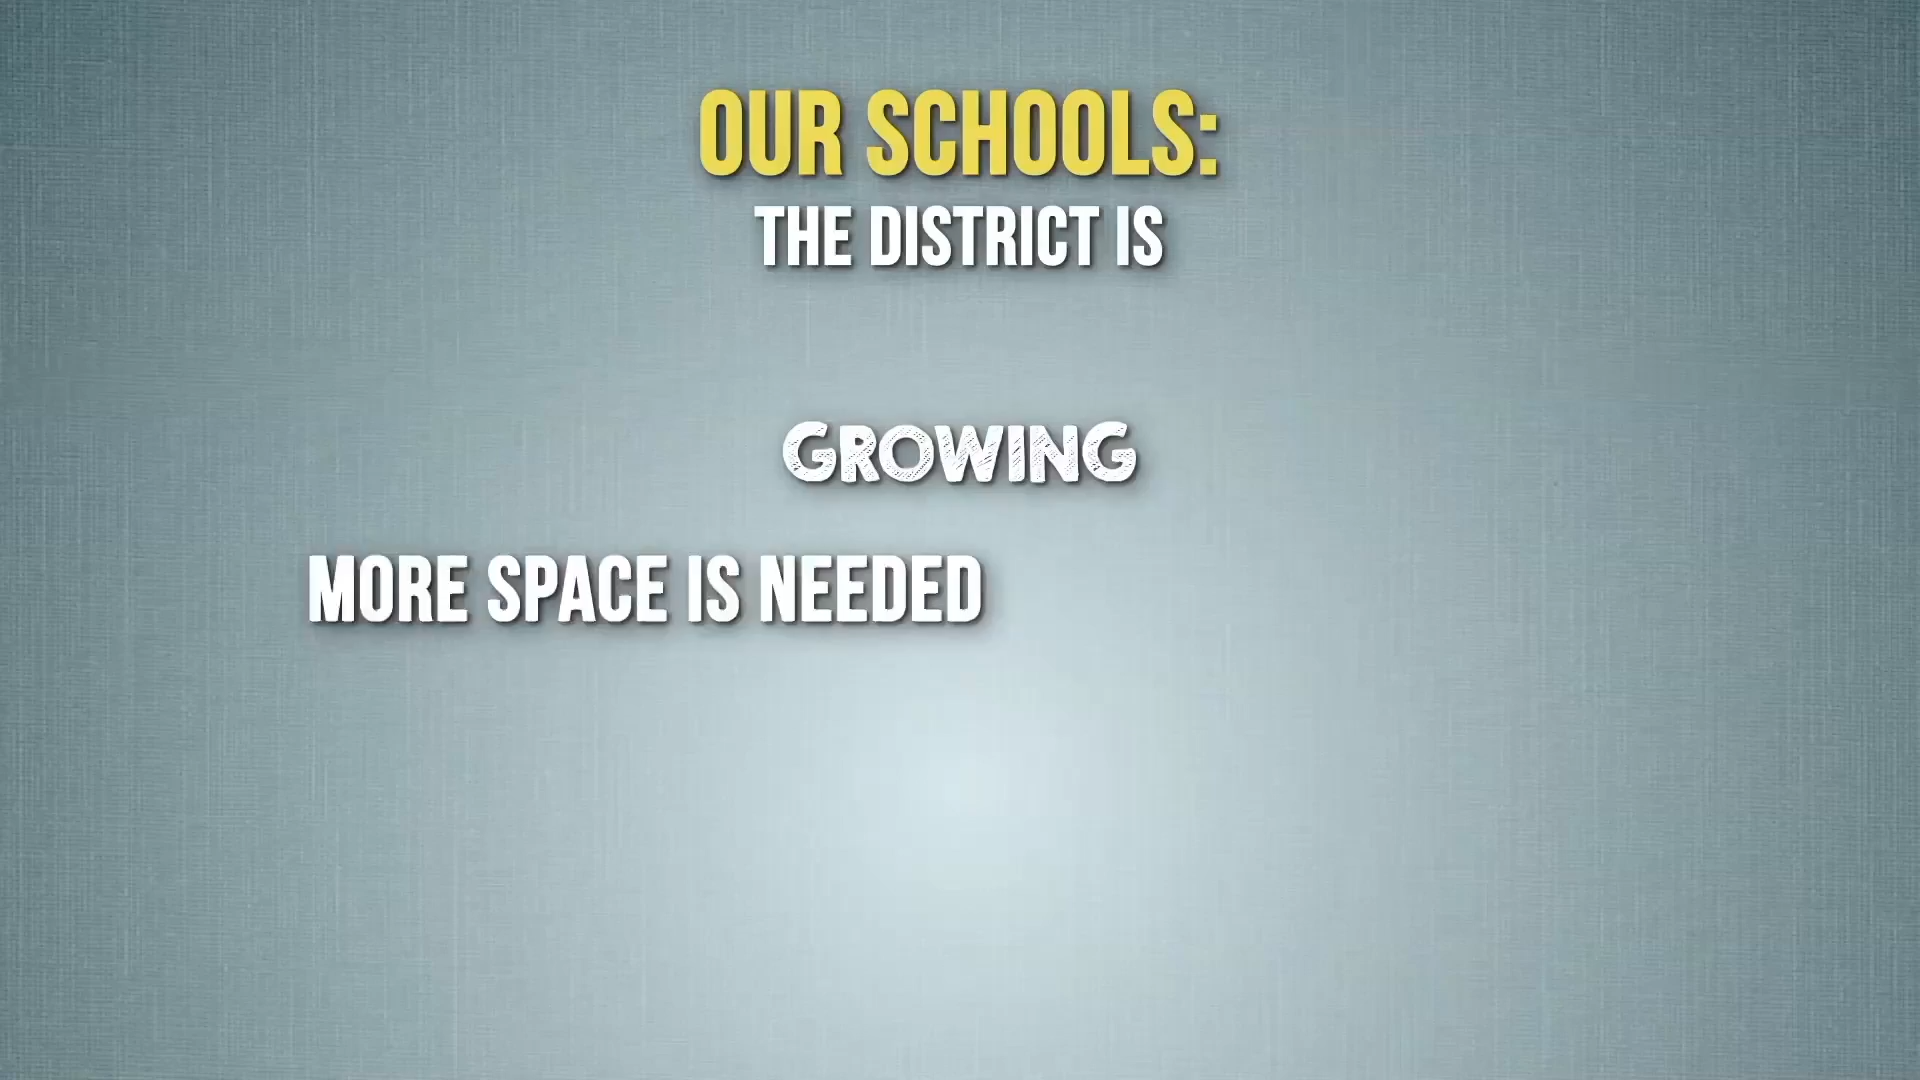 OUR SCHOOLS:
THE DISTRICT IS
GROWING
MORE SPACE IS NEEDED